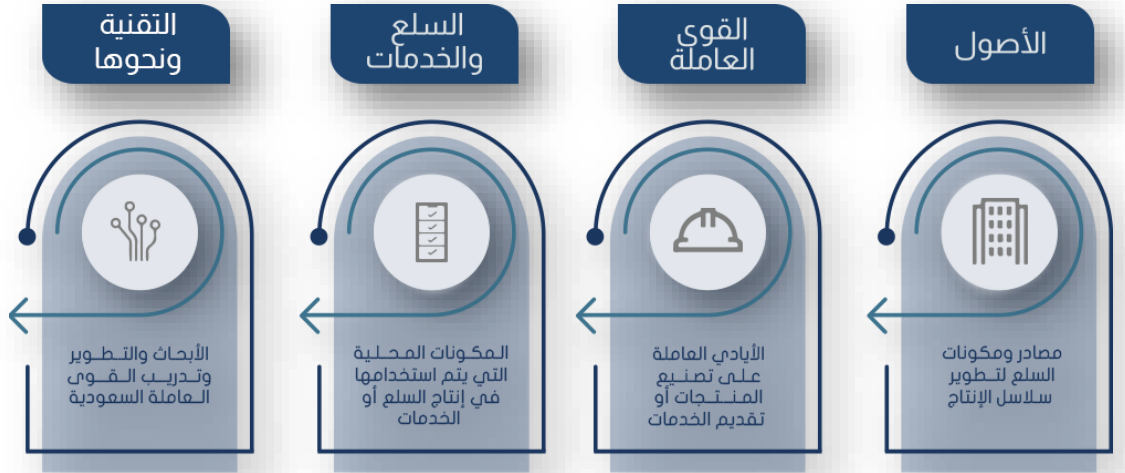 الأصول
القوى
العاملة
السلع
والخدمات
التقنية
ونحوها
مصادر ومكونات
السلع لتطوير
سلاسل الإنتاج
الأيادي العاملة
على تصنيع
المنتجات أو
تقديم الخدمات
المكونات المحلية
التي يتم استخدامها
في إنتاج السلع أو
الخدمات
الأبحاث والتطوير
وتدريب القوى
العاملة السعودية